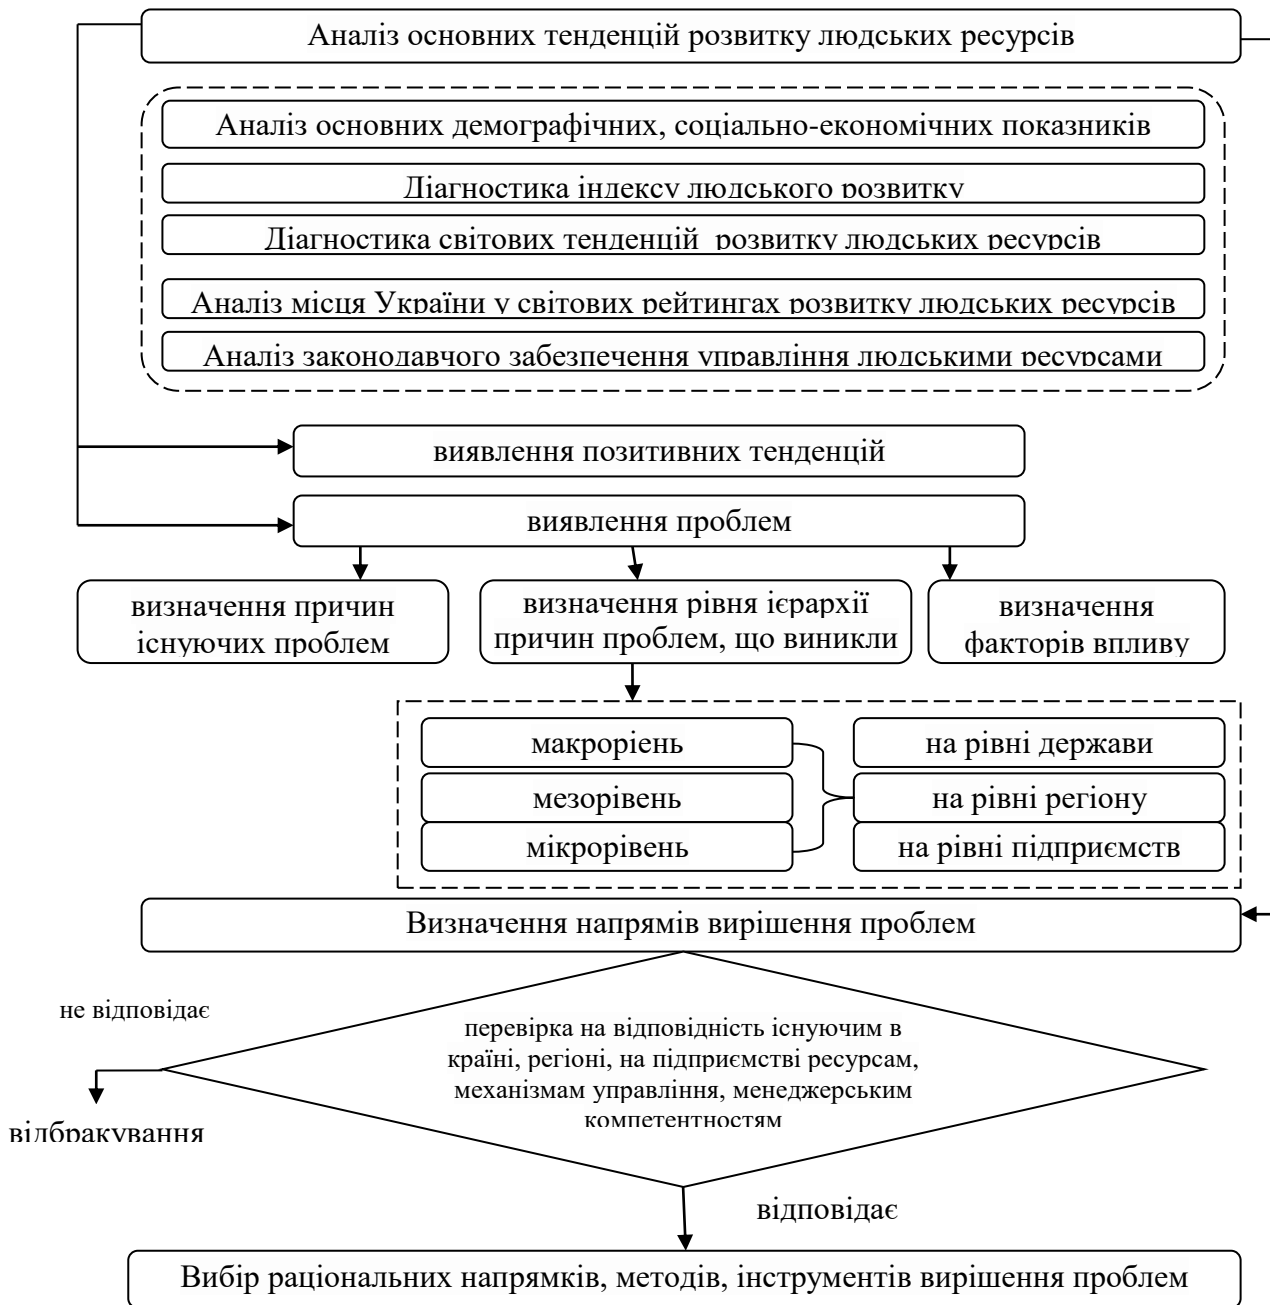 Аналіз основних тенденцій розвитку людських ресурсів
Аналіз основних демографічних, соціально-економічних показників
Діагностика індексу людського розвитку
Діагностика світових тенденцій розвитку людських ресурсів
Аналіз місця України у світових рейтингах розвитку людських ресурсів
Аналіз законодавчого забезпечення управління людськими ресурсами
виявлення позитивних тенденцій
виявлення проблем
визначення причин
існуючих проблем
визначення рівня ієрархії
причин проблем, що виникли
визначення
факторів впливу
макроріень
на рівні держави
мезорівень
на рівні регіону
мікрорівень
на рівні підприємств
Визначення напрямів вирішення проблем
не відповідає
перевірка на відповідність існуючим в
країні, регіоні, на підприємстві ресурсам,
механізмам управління, менеджерським
компетентностям
відбракування
відповідає
Вибір раціональних напрямків, методів, інструментів вирішення проблем